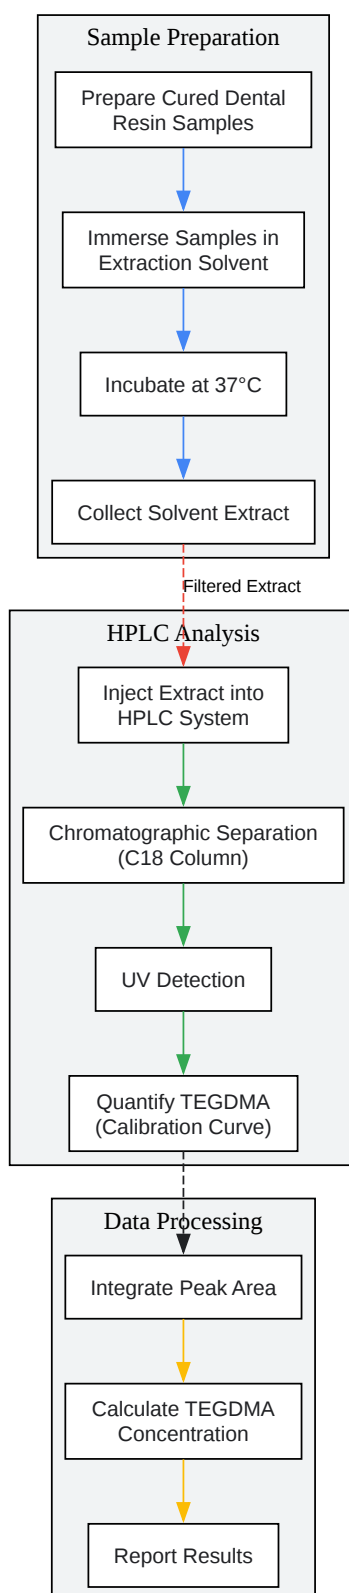 Sample Preparation
Prepare Cured Dental
Resin Samples
Immerse Samples in
Extraction Solvent
Incubate at 37°C
Collect Solvent Extract
Filtered Extract
HPLC Analysis
Inject Extract into
HPLC System
Chromatographic Separation
(C18 Column)
UV Detection
Quantify TEGDMA
(Calibration Curve)
Data Processing
Integrate Peak Area
Calculate TEGDMA
Concentration
Report Results